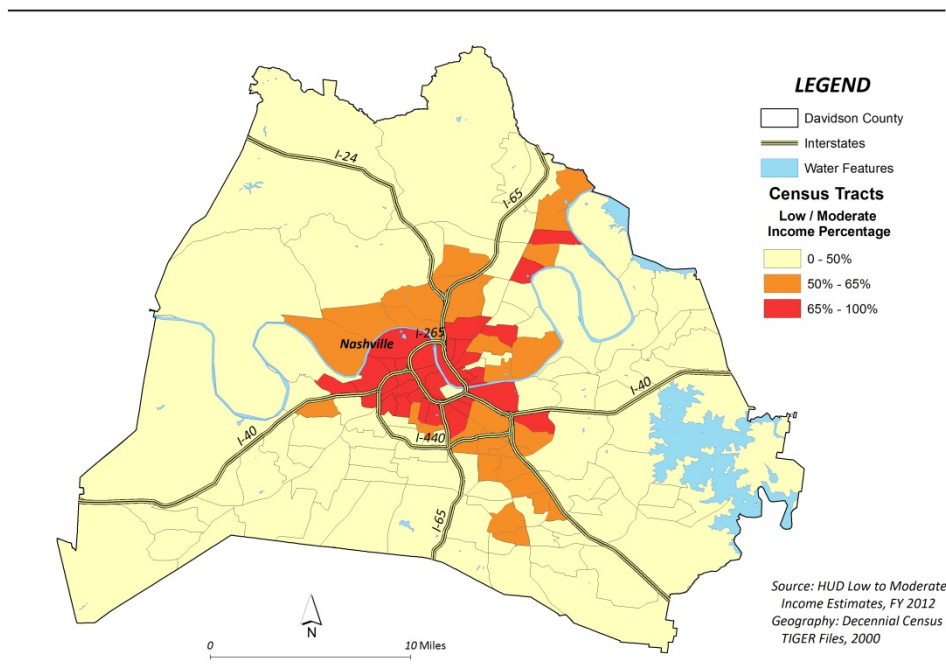 LEGEND
Davidson County
Interstates
Water Features
Census Tracts
Low / Moderate
Income Percentage
0 - 50%
50% - 65%
65% - 100%
I-24
I-65
I-265
Nashville
I-40
I-40
I-440
I-65
Source: HUD Low to Moderate
Income Estimates, FY 2012
Geography: Decennial Census
TIGER Files, 2000
N
0 10 Miles